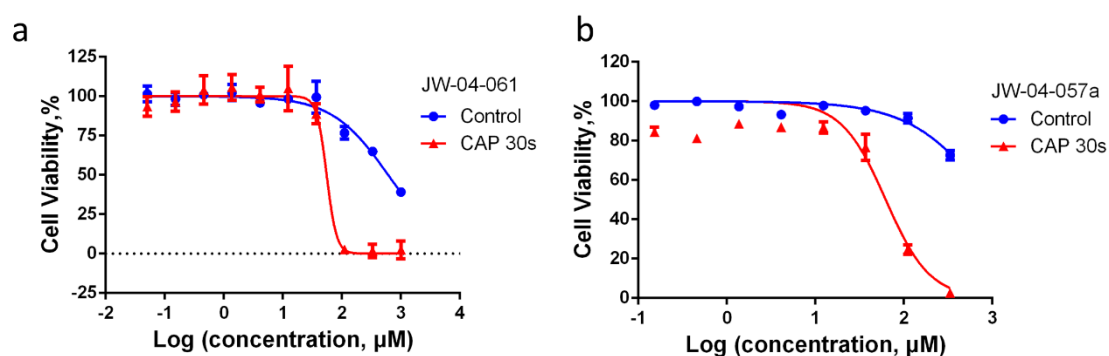 a
125
100
75
50
25
0
-25
Cell Viability,%
-2 -1 0 1 2 3 4
Log (concentration, µM)
JW-04-061
Control
CAP 30s
b
120
100
80
60
40
20
0
Cell Viability,%
-1 0 1 2 3
Log (concentration, µM)
JW-04-057a
Control
CAP 30s